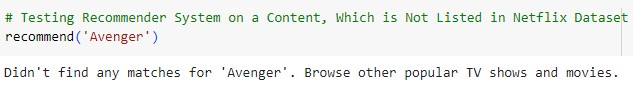 # Testing Recommender System on a Content, Which is Not Listed in Netflix Dataset
recommend('Avenger')
Didn't find any matches for 'Avenger'. Browse other popular TV shows and movies.